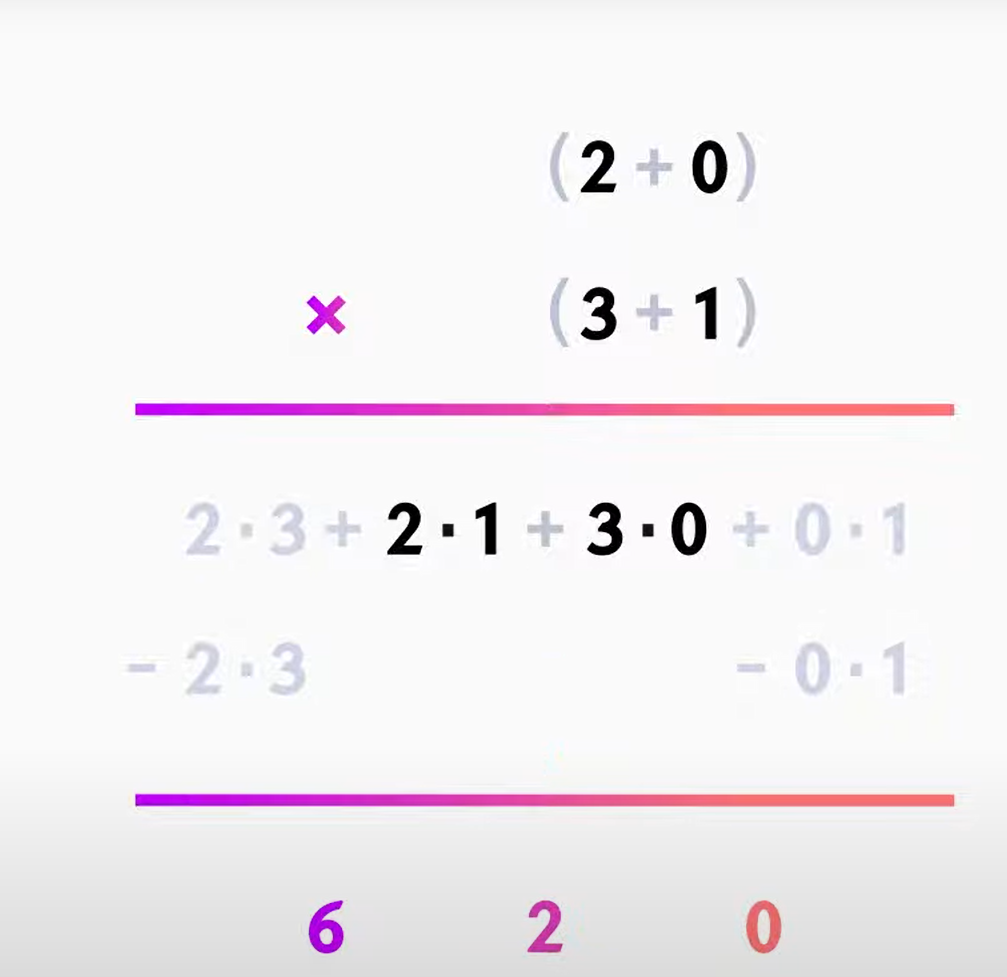 (2 + 0)
× (3 + 1)
2 · 3 + 2 · 1 + 3 · 0 + 0 · 1
− 2 · 3 − 0 · 1
6 2 0